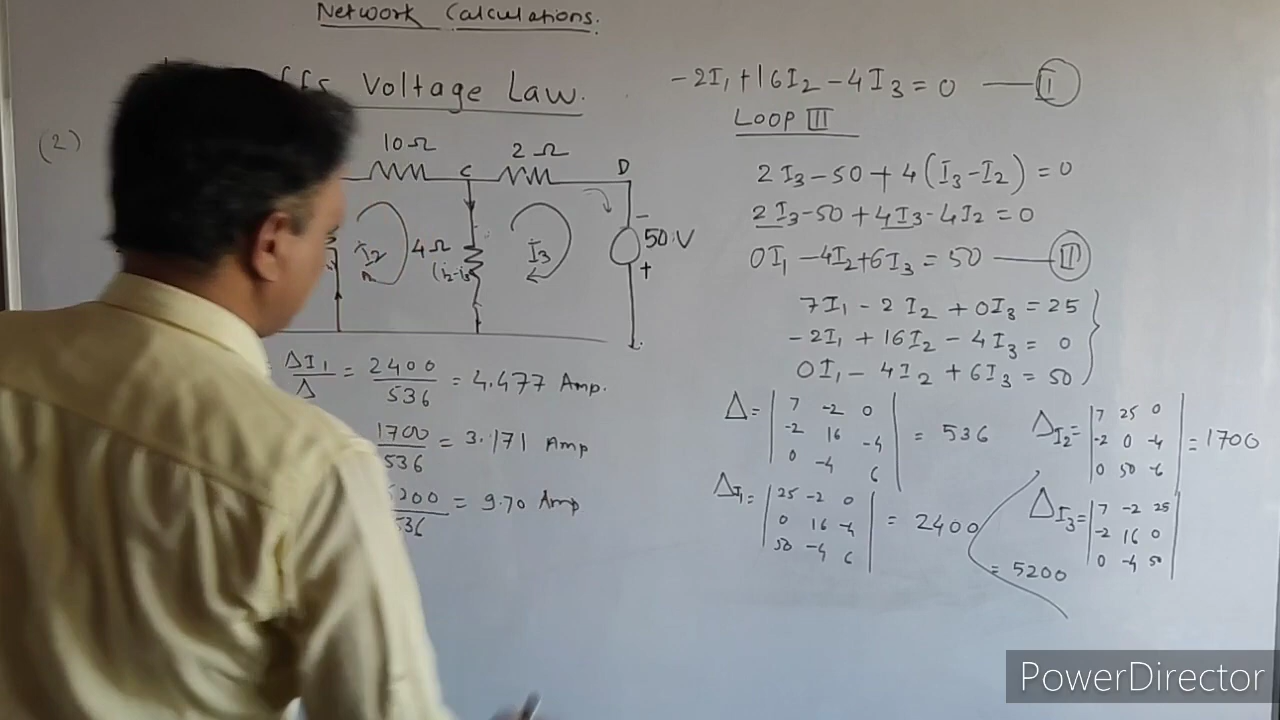 Network Calculations.
ffs Voltage Law.
(2)
10Ω
2 Ω
C
D
I2
4 Ω
(i2-i3
I3
-
50 V
+
ΔI1/Δ = 2400/536 = 4.477 Amp.
1700/536 = 3.171 Amp
5200/536 = 9.70 Amp
-2I1 + 16I2 - 4I3 = 0 — II
Loop III
2I3 - 50 + 4(I3 - I2) = 0
2I3 - 50 + 4I3 - 4I2 = 0
0I1 - 4I2 + 6I3 = 50 — III
7I1 - 2I2 + 0I3 = 25
-2I1 + 16I2 - 4I3 = 0
0I1 - 4I2 + 6I3 = 50
Δ = | 7 -2 0
-2 16 -4
0 -4 6 | = 536
ΔI2 = | 7 25 0
-2 0 -4
0 50 -6 | = 1700
ΔI1 = | 25 -2 0
0 16 -4
50 -4 6 | = 2400
ΔI3 = | 7 -2 25
-2 16 0
0 -4 50 |
= 5200
PowerDirector